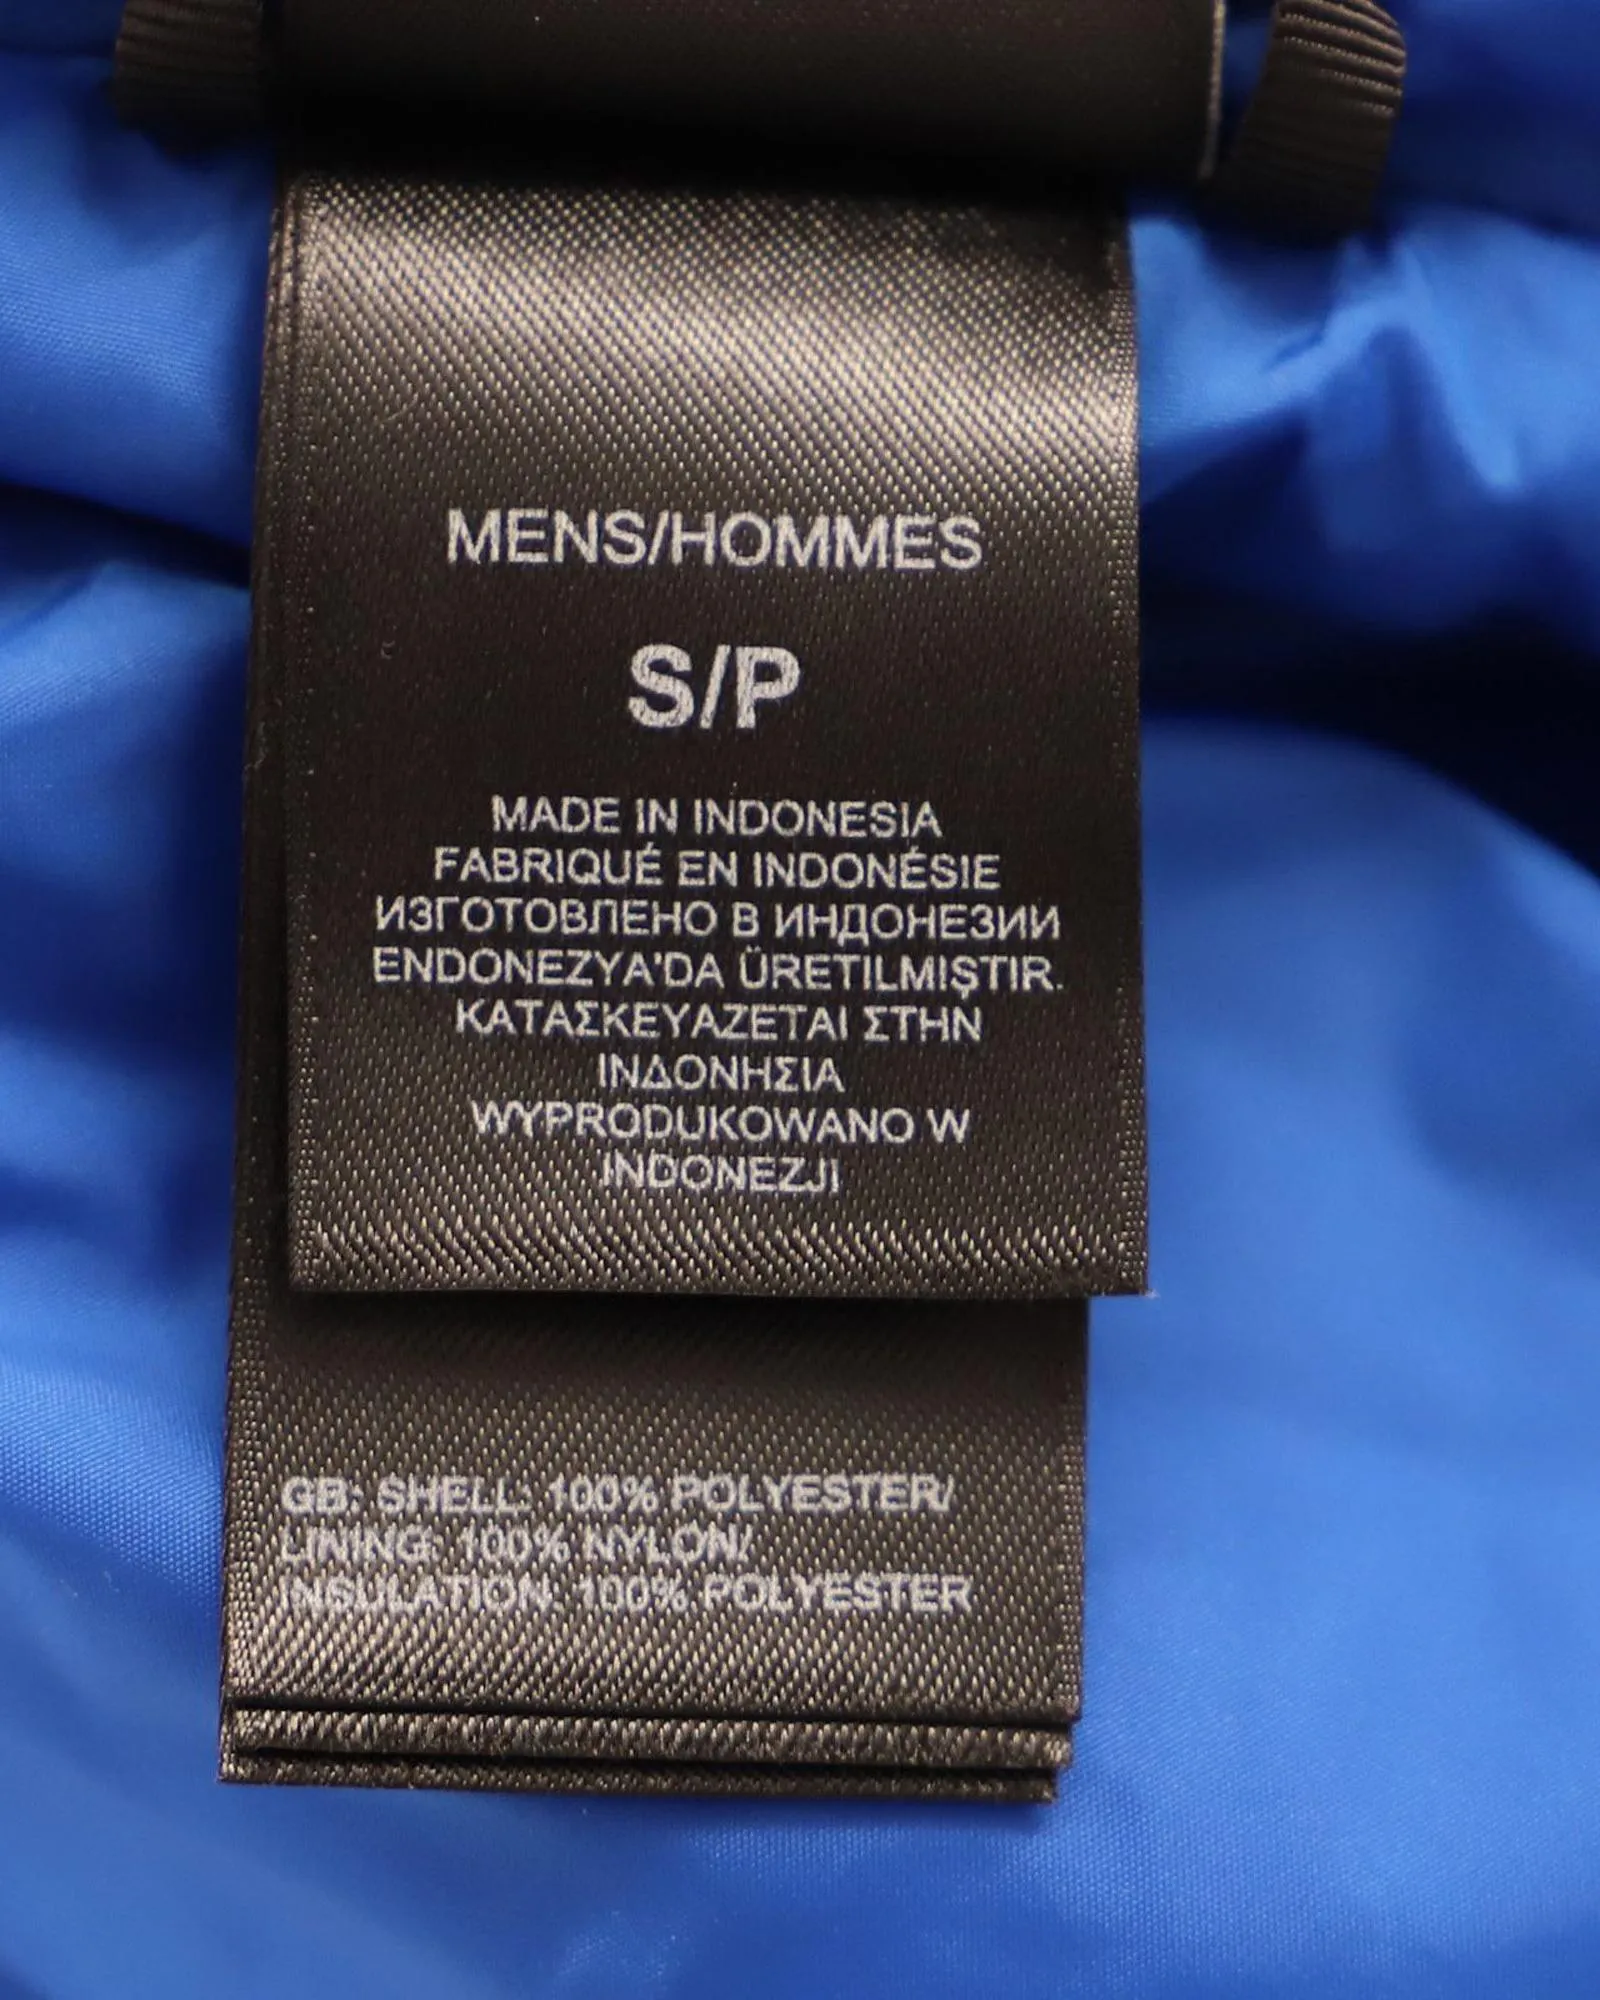 MENS/HOMMES
S/P
MADE IN INDONESIA
FABRIQUÉ EN INDONÉSIE
ИЗГОТОВЛЕНО В ИНДОНЕЗИИ
ENDONEZYA'DA ÜRETILMIŞTIR.
ΚΑΤΑΣΚΕΥΑΖΕΤΑΙ ΣΤΗΝ
ΙΝΔΟΝΗΣΙΑ
WYPRODUKOWANO W
INDONEZJI
GB: SHELL: 100% POLYESTER/
LINING: 100% NYLON/
INSULATION: 100% POLYESTER